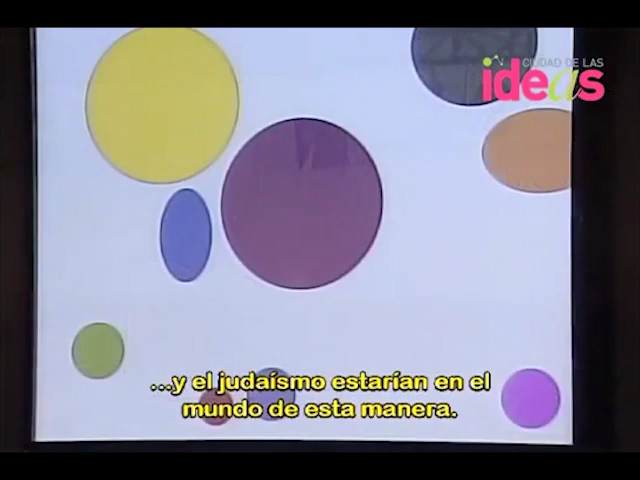 CIUDAD DE LAS
ideas
...y el judaísmo estarían en el
mundo de esta manera.